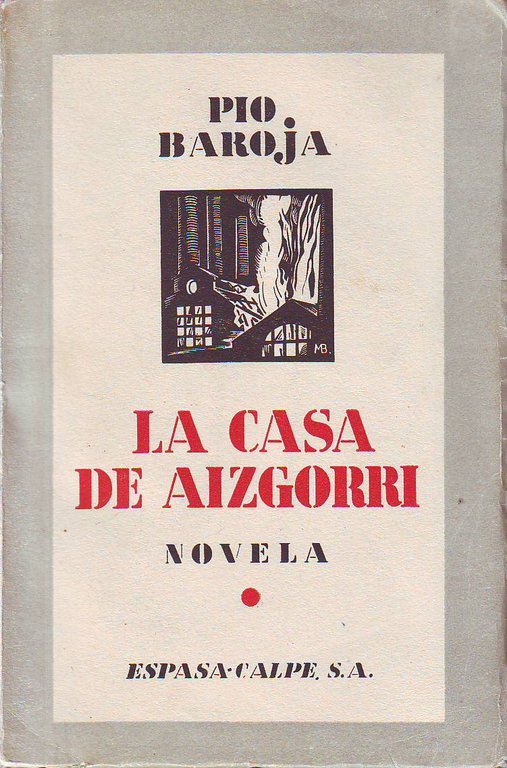 PIO
BAROJA
MB.
LA CASA
DE AIZGORRI
NOVELA
ESPASA-CALPE, S.A.